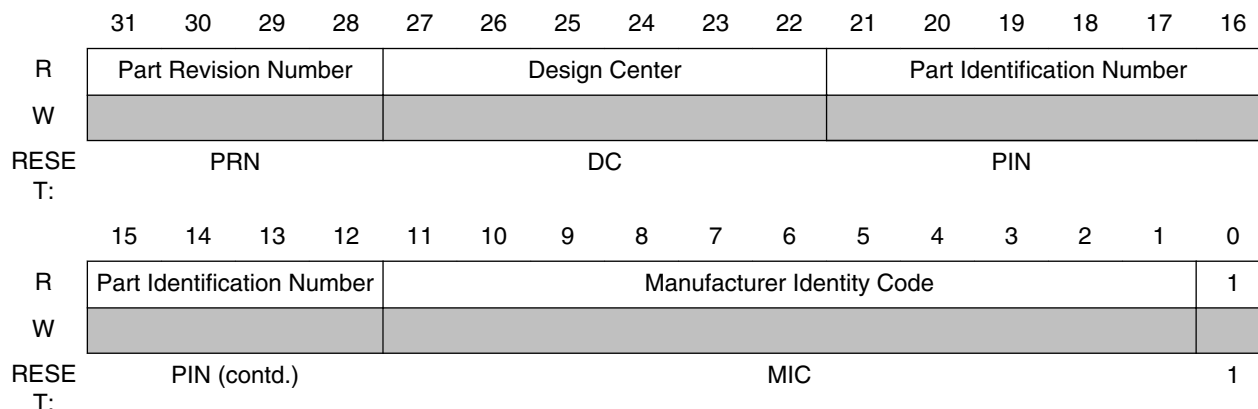 31 30 29 28 27 26 25 24 23 22 21 20 19 18 17 16
R Part Revision Number Design Center Part Identification Number
W
RESE PRN DC PIN
T:
15 14 13 12 11 10 9 8 7 6 5 4 3 2 1 0
R Part Identification Number Manufacturer Identity Code 1
W
RESE PIN (contd.) MIC 1
T: